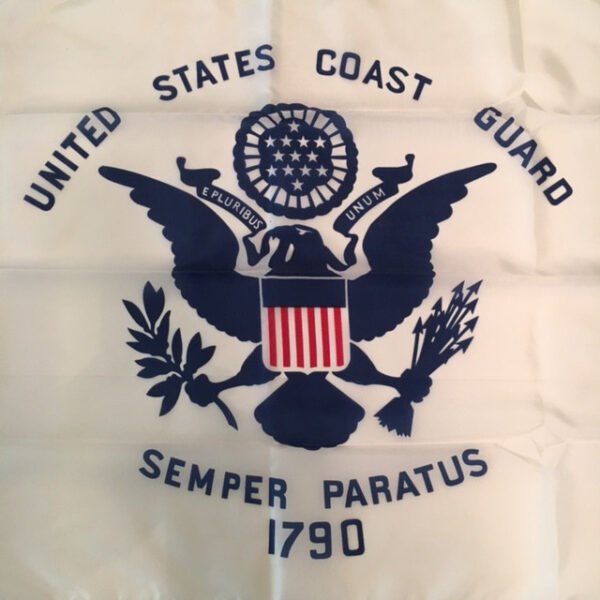 UNITED STATES COAST GUARD
E PLURIBUS UNUM
SEMPER PARATUS
1790